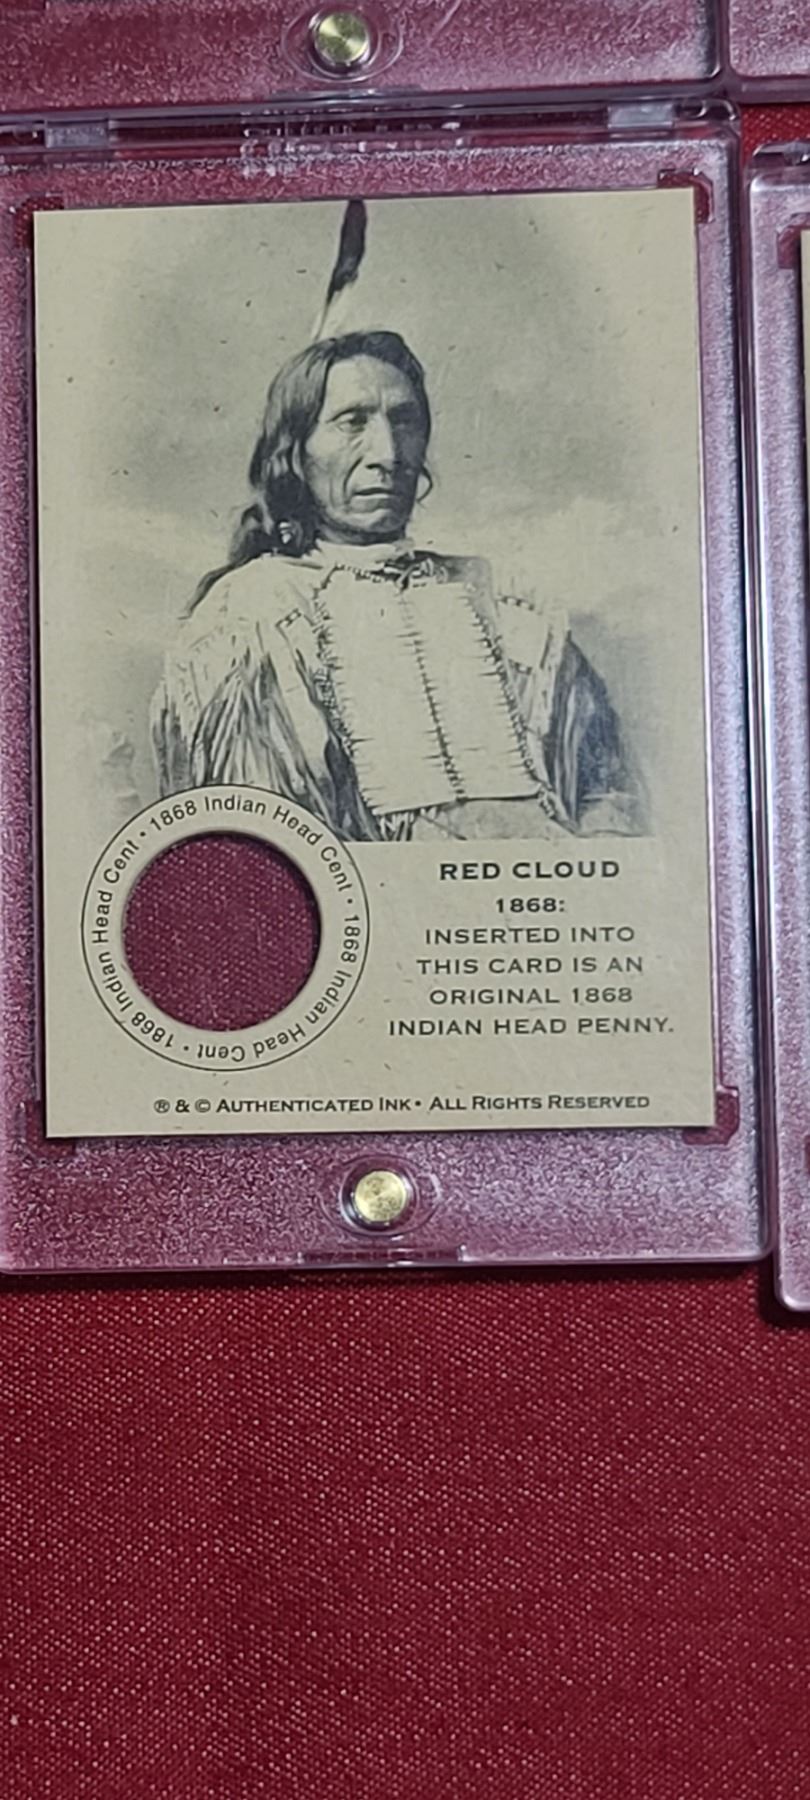 1868 Indian Head Cent • 1868 Indian Head Cent • 1868 Indian Head Cent •
RED CLOUD
1868:
INSERTED INTO
THIS CARD IS AN
ORIGINAL 1868
INDIAN HEAD PENNY.
® & © AUTHENTICATED INK • ALL RIGHTS RESERVED